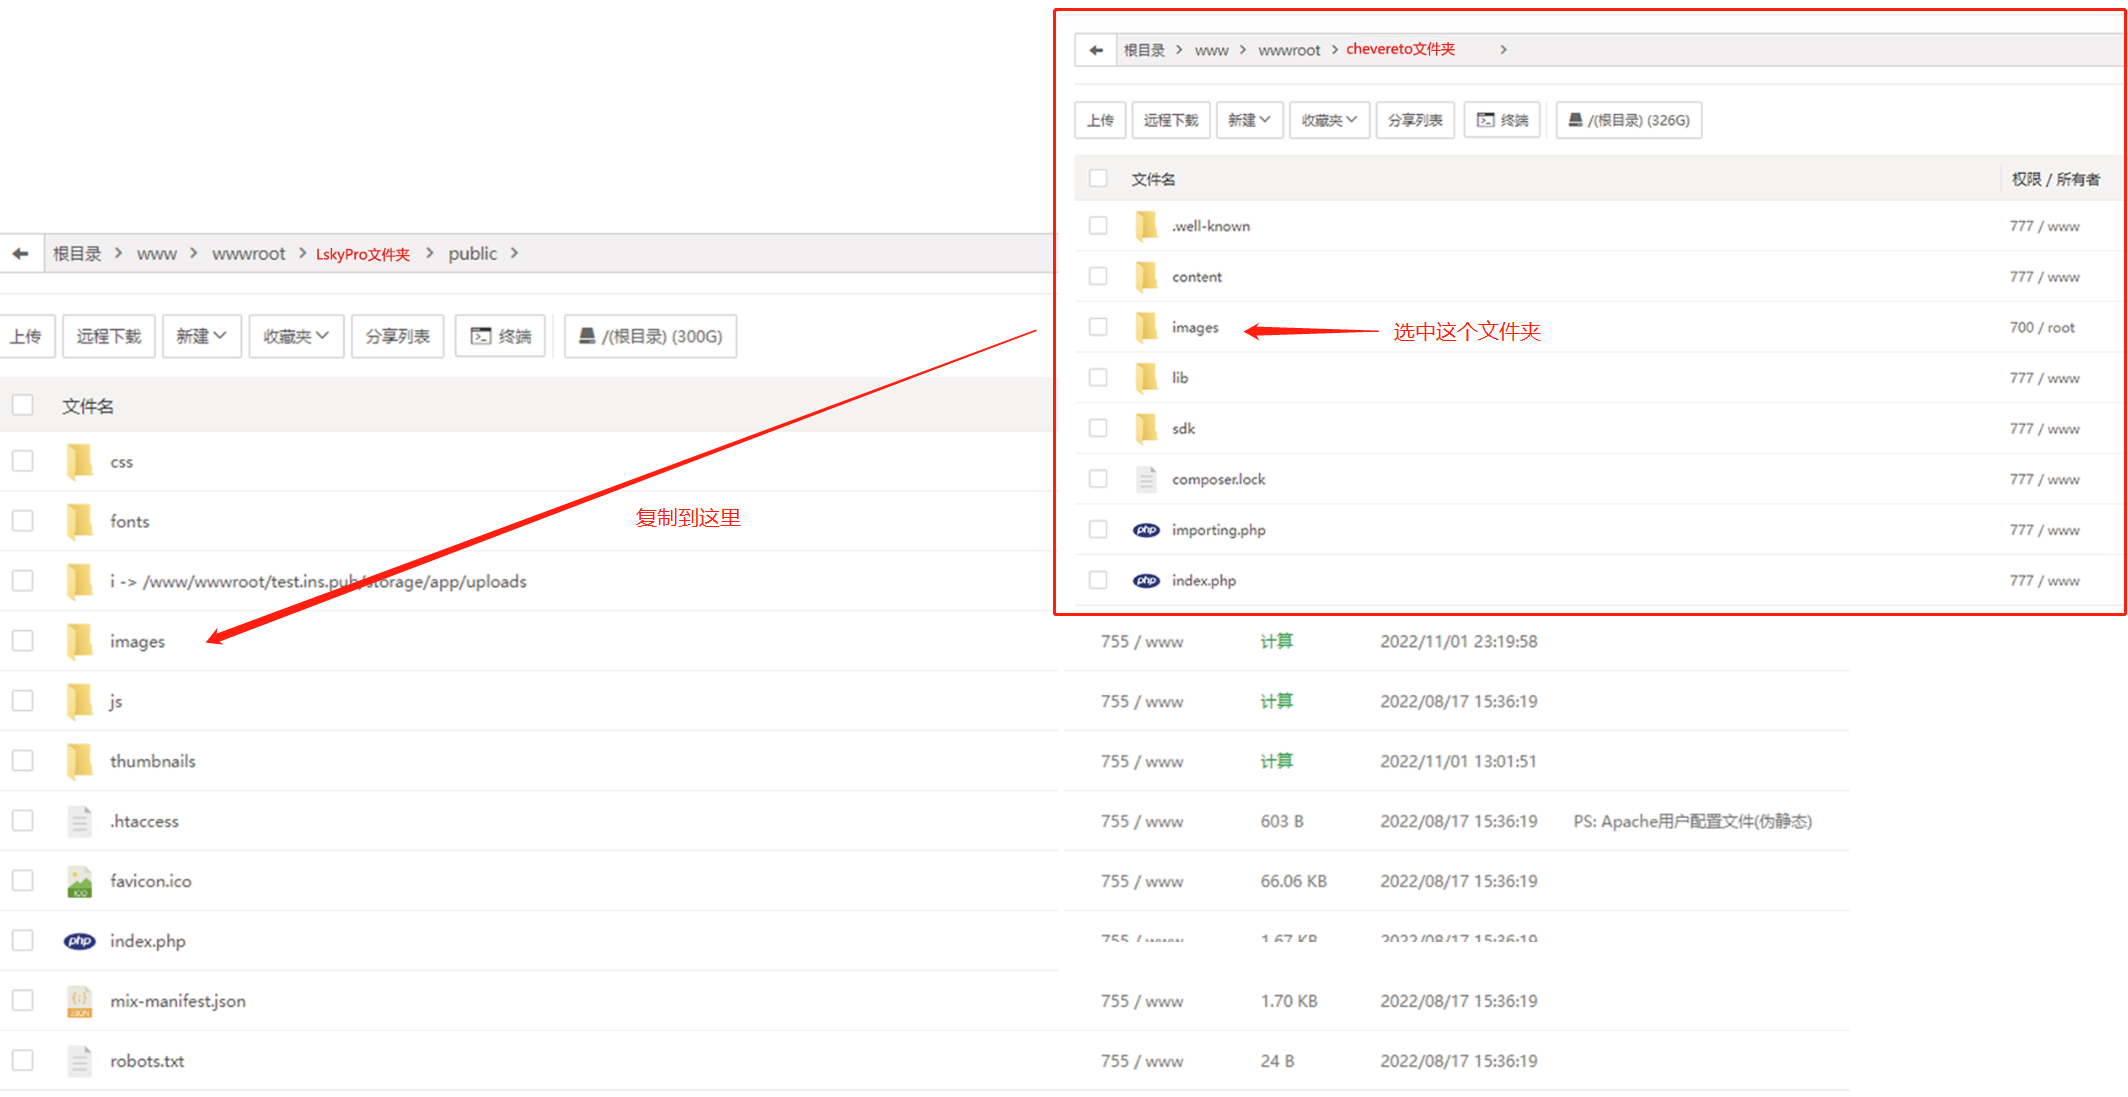 根目录 > www > wwwroot > chevereto文件夹 >
上传 远程下载 新建 收藏夹 分享列表 终端 /(根目录) (326G)
文件名 权限 / 所有者
.well-known 777 / www
content 777 / www
images 选中这个文件夹 700 / root
lib 777 / www
sdk 777 / www
composer.lock 777 / www
importing.php 777 / www
index.php 777 / www
根目录 > www > wwwroot > LskyPro文件夹 > public >
上传 远程下载 新建 收藏夹 分享列表 终端 /(根目录) (300G)
文件名
css
fonts
复制到这里
i -> /www/wwwroot/test.ins.pub/storage/app/uploads
images 755 / www 计算 2022/11/01 23:19:58
js 755 / www 计算 2022/08/17 15:36:19
thumbnails 755 / www 计算 2022/11/01 13:01:51
.htaccess 755 / www 603 B 2022/08/17 15:36:19 PS: Apache用户配置文件(伪静态)
favicon.ico 755 / www 66.06 KB 2022/08/17 15:36:19
index.php 755 / www 1.67 KB 2022/08/17 15:36:19
mix-manifest.json 755 / www 1.70 KB 2022/08/17 15:36:19
robots.txt 755 / www 24 B 2022/08/17 15:36:19